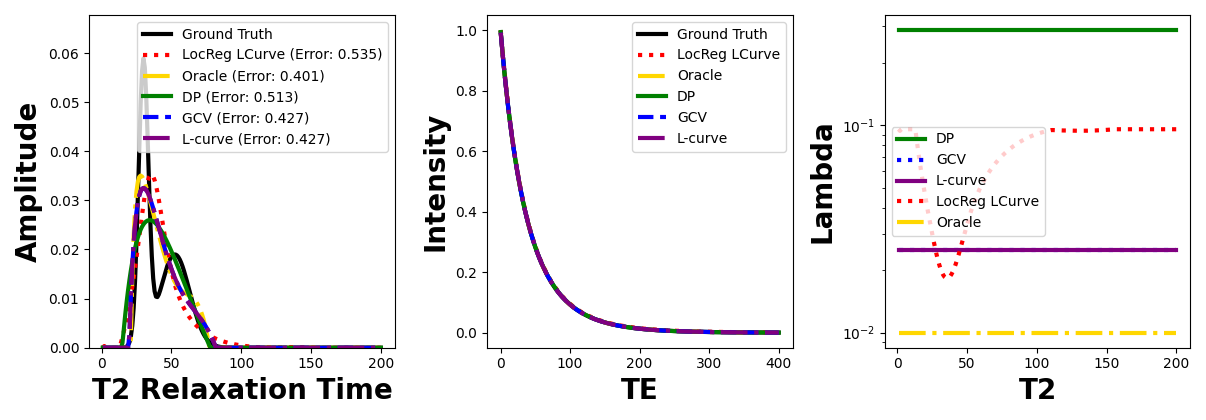 Amplitude
0.06
0.05
0.04
0.03
0.02
0.01
0.00
Ground Truth
LocReg LCurve (Error: 0.535)
Oracle (Error: 0.401)
DP (Error: 0.513)
GCV (Error: 0.427)
L-curve (Error: 0.427)
0 50 100 150 200
T2 Relaxation Time
Intensity
1.0
0.8
0.6
0.4
0.2
0.0
Ground Truth
LocReg LCurve
Oracle
DP
GCV
L-curve
0 100 200 300 400
TE
Lambda
10⁻¹
10⁻²
DP
GCV
L-curve
LocReg LCurve
Oracle
0 50 100 150 200
T2